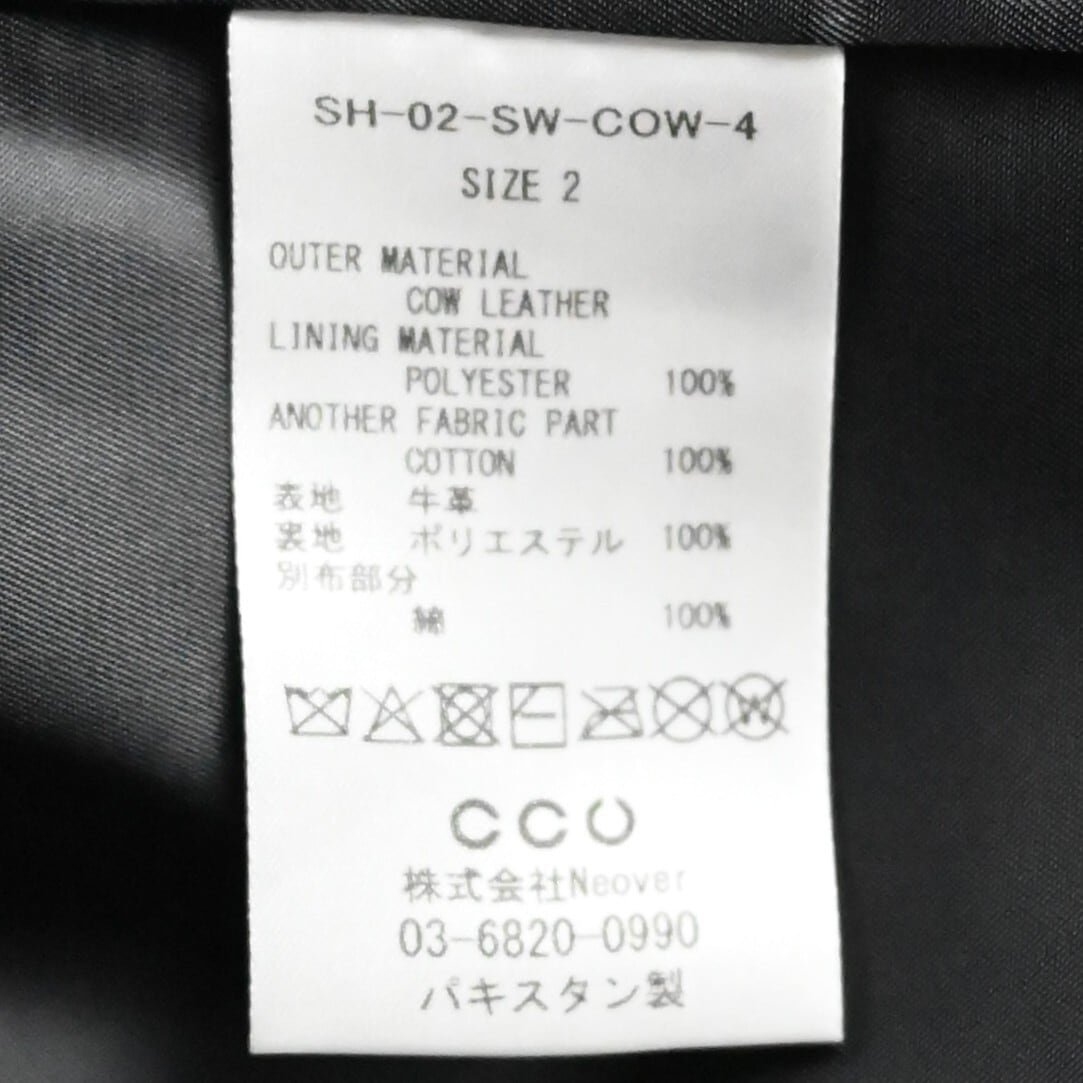 SH-02-SW-COW-4
SIZE 2
OUTER MATERIAL
COW LEATHER
LINING MATERIAL
POLYESTER 100%
ANOTHER FABRIC PART
COTTON 100%
表地 牛革
裏地 ポリエステル 100%
別布部分
綿 100%
W
CCU
株式会社Neover
03-6820-0990
パキスタン製